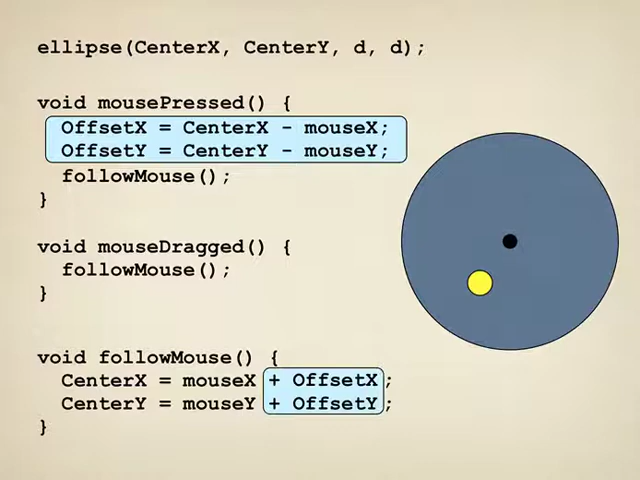 ellipse(CenterX, CenterY, d, d);
void mousePressed() {
OffsetX = CenterX - mouseX;
OffsetY = CenterY - mouseY;
followMouse();
}
void mouseDragged() {
followMouse();
}
void followMouse() {
CenterX = mouseX + OffsetX;
CenterY = mouseY + OffsetY;
}